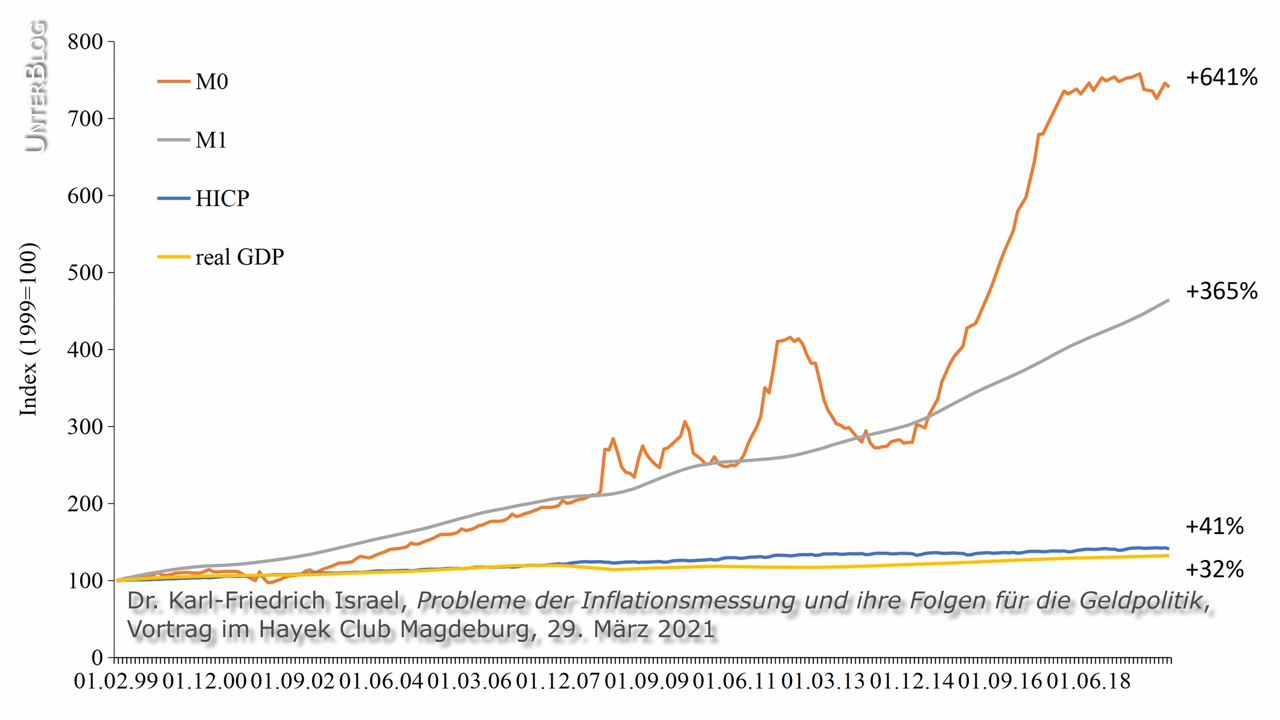 UNTERBLOG
Index (1999=100)
800
700
600
500
400
300
200
100
0
M0
M1
HICP
real GDP
+641%
+365%
+41%
+32%
Dr. Karl-Friedrich Israel, Probleme der Inflationsmessung und ihre Folgen für die Geldpolitik,
Vortrag im Hayek Club Magdeburg, 29. März 2021
01.02.99 01.12.00 01.09.02 01.06.04 01.03.06 01.12.07 01.09.09 01.06.11 01.03.13 01.12.14 01.09.16 01.06.18